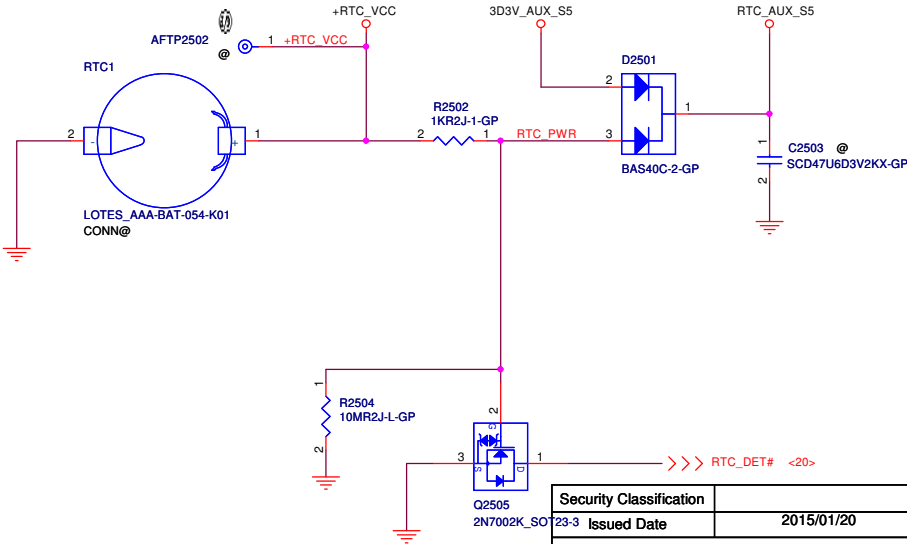 +RTC_VCC
3D3V_AUX_S5
RTC_AUX_S5
AFTP2502
1
+RTC_VCC
@
RTC1
D2501
2
R2502
1KR2J-1-GP
1
2
-
+
1
2
1
RTC_PWR
3
1
C2503 @
SCD47U6D3V2KX-GP
2
BAS40C-2-GP
LOTES_AAA-BAT-054-K01
CONN@
1
R2504
10MR2J-L-GP
2
2
G
3
S
D
1
RTC_DET# <20>
Q2505
2N7002K_SOT23-3
Security Classification
Issued Date
2015/01/20